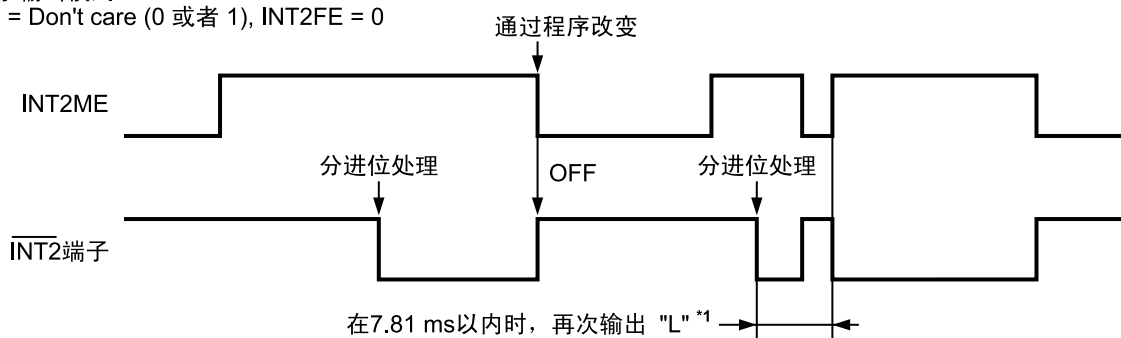 = Don't care (0 或者 1), INT2FE = 0
通过程序改变
INT2ME
分进位处理
OFF
分进位处理
INT2端子
在7.81 ms以内时，再次输出 "L" *1